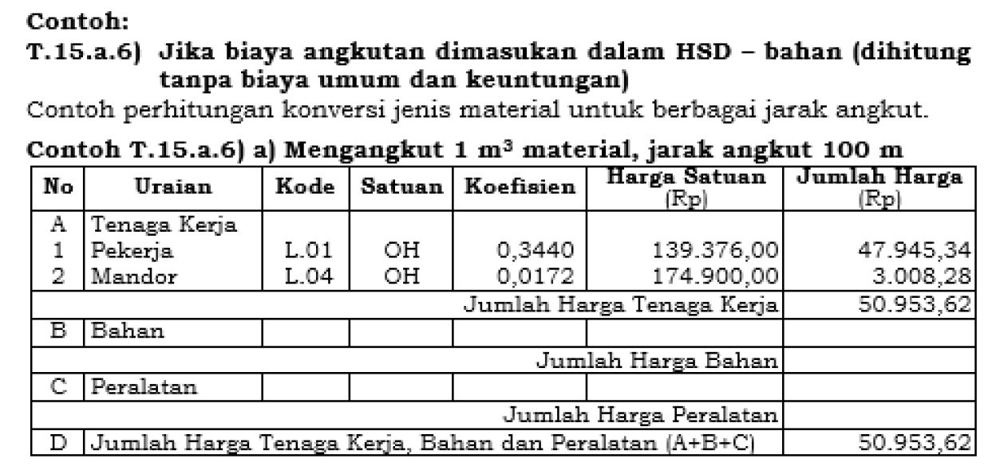 Contoh:
T.15.a.6) Jika biaya angkutan dimasukan dalam HSD – bahan (dihitung
tanpa biaya umum dan keuntungan)
Contoh perhitungan konversi jenis material untuk berbagai jarak angkut.
Contoh T.15.a.6) a) Mengangkut 1 m³ material, jarak angkut 100 m
No Uraian Kode Satuan Koefisien Harga Satuan (Rp) Jumlah Harga (Rp)
A Tenaga Kerja
1 Pekerja L.01 OH 0,3440 139.376,00 47.945,34
2 Mandor L.04 OH 0,0172 174.900,00 3.008,28
Jumlah Harga Tenaga Kerja 50.953,62
B Bahan
Jumlah Harga Bahan
C Peralatan
Jumlah Harga Peralatan
D Jumlah Harga Tenaga Kerja, Bahan dan Peralatan (A+B+C) 50.953,62